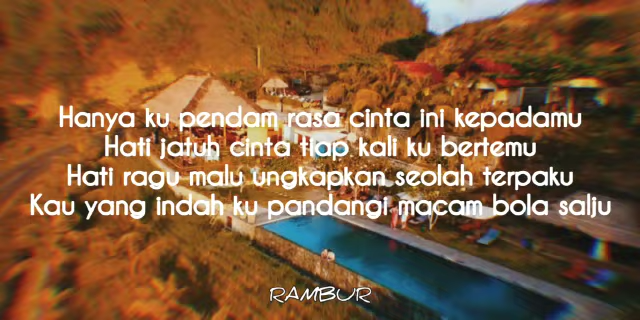 Hanya ku pendam rasa cinta ini kepadamu
Hati jatuh cinta tiap kali ku bertemu
Hati ragu malu ungkapkan seolah terpaku
Kau yang indah ku pandangi macam bola salju
RAMBUR